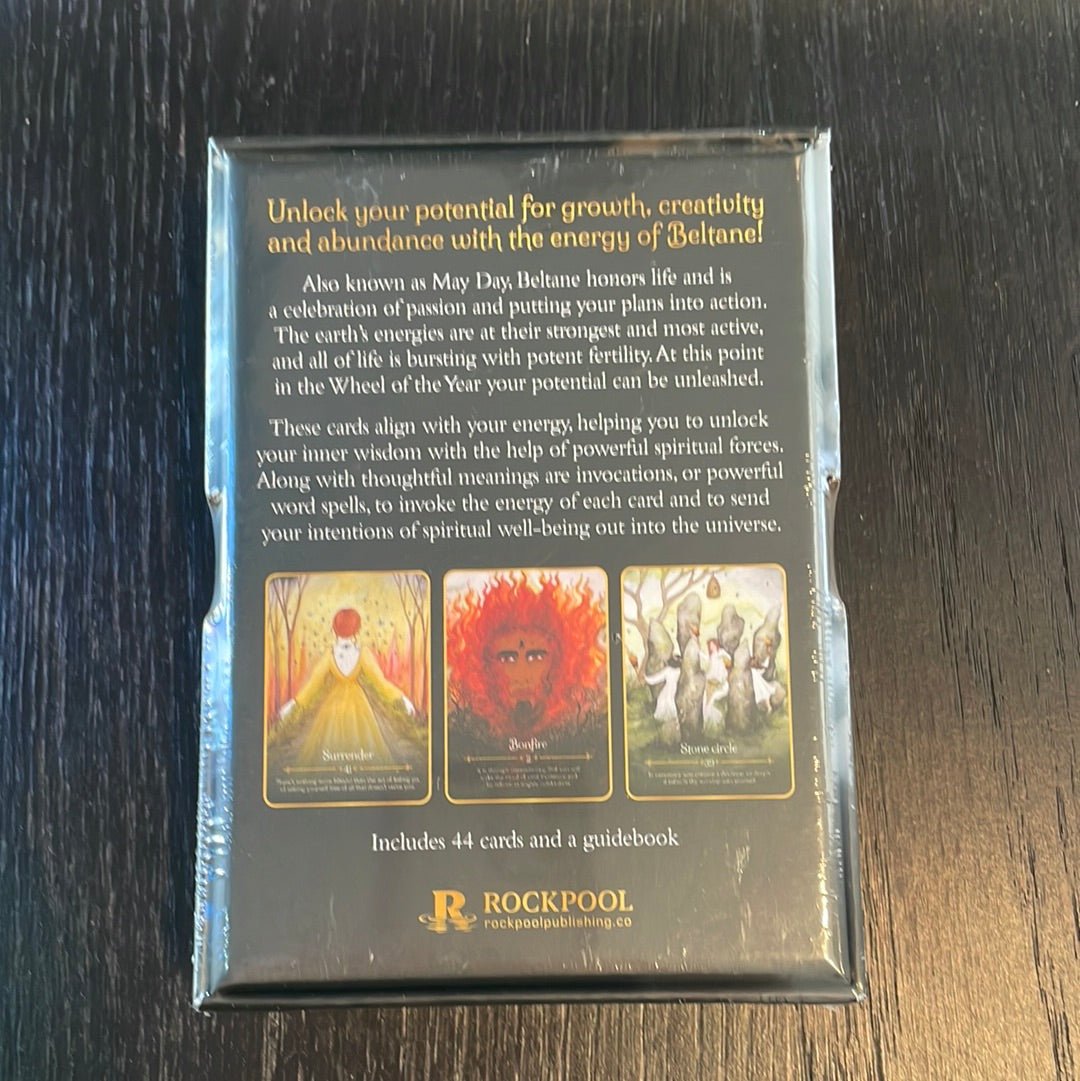 Unlock your potential for growth, creativity
and abundance with the energy of Beltane!
Also known as May Day, Beltane honors life and is
a celebration of passion and putting your plans into action.
The earth's energies are at their strongest and most active,
and all of life is bursting with potent fertility. At this point
in the Wheel of the Year your potential can be unleashed.
These cards align with your energy, helping you to unlock
your inner wisdom with the help of powerful spiritual forces.
Along with thoughtful meanings are invocations, or powerful
word spells, to invoke the energy of each card and to send
your intentions of spiritual well-being out into the universe.
Surrender
Bonfire
Stone circle
Includes 44 cards and a guidebook
R ROCKPOOL
rockpoolpublishing.co